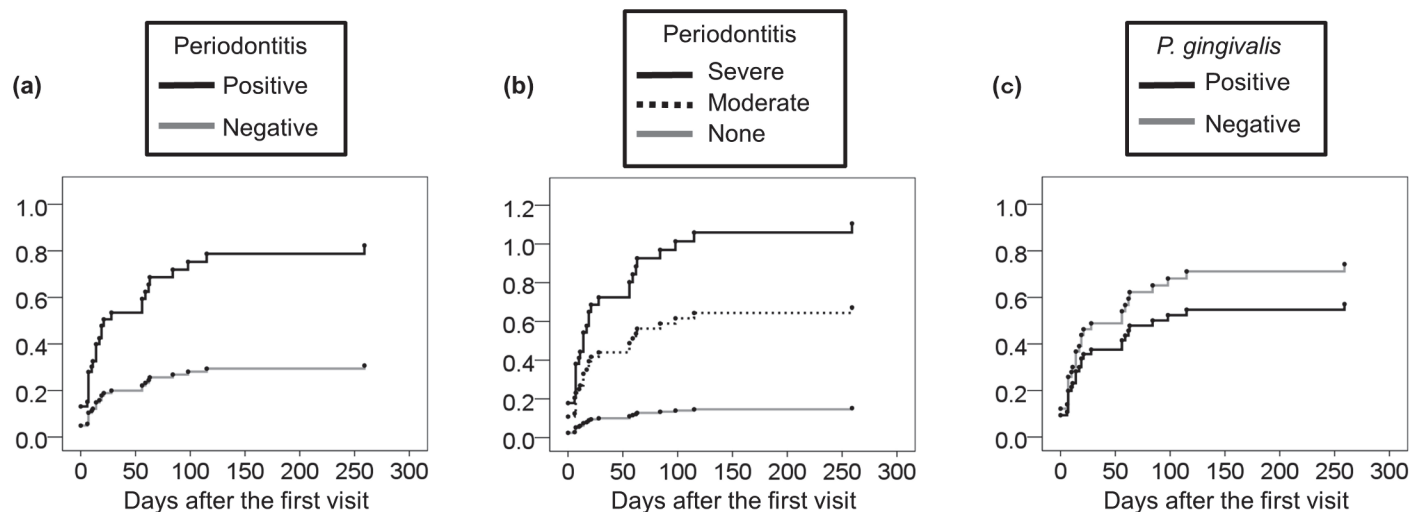 (a)
Periodontitis
Positive
Negative
1.0
0.8
0.6
0.4
0.2
0.0
0 50 100 150 200 250 300
Days after the first visit
(b)
Periodontitis
Severe
Moderate
None
1.2
1.0
0.8
0.6
0.4
0.2
0.0
0 50 100 150 200 250 300
Days after the first visit
(c)
P. gingivalis
Positive
Negative
1.0
0.8
0.6
0.4
0.2
0.0
0 50 100 150 200 250 300
Days after the first visit